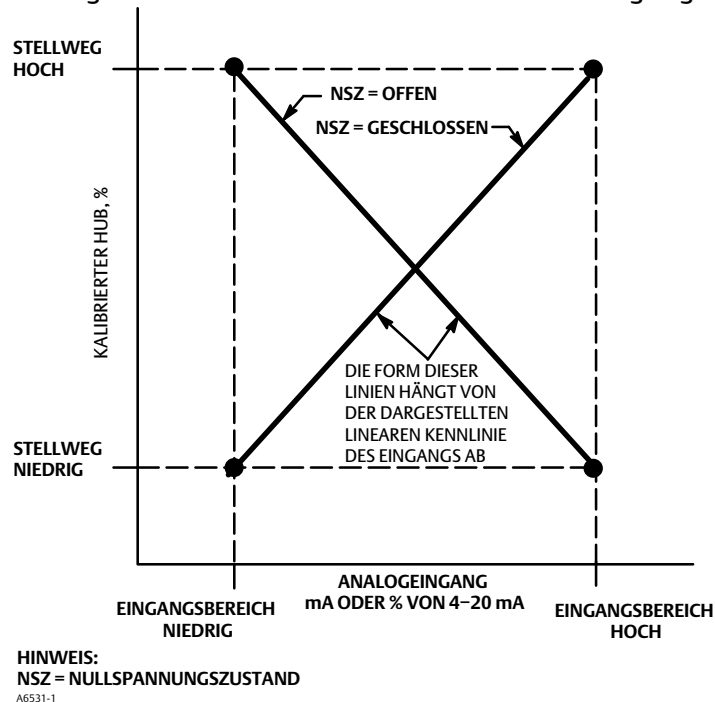 STELLWEG
HOCH
NSZ = OFFEN
NSZ = GESCHLOSSEN
KALIBRIERTER HUB, %
DIE FORM DIESER
LINIEN HÄNGT VON
DER DARGESTELLTEN
LINEAREN KENNLINIE
DES EINGANGS AB
STELLWEG
NIEDRIG
EINGANGSBEREICH
NIEDRIG
ANALOGEINGANG
mA ODER % VON 4–20 mA
EINGANGSBEREICH
HOCH
HINWEIS:
NSZ = NULLSPANNUNGSZUSTAND
A6531-1